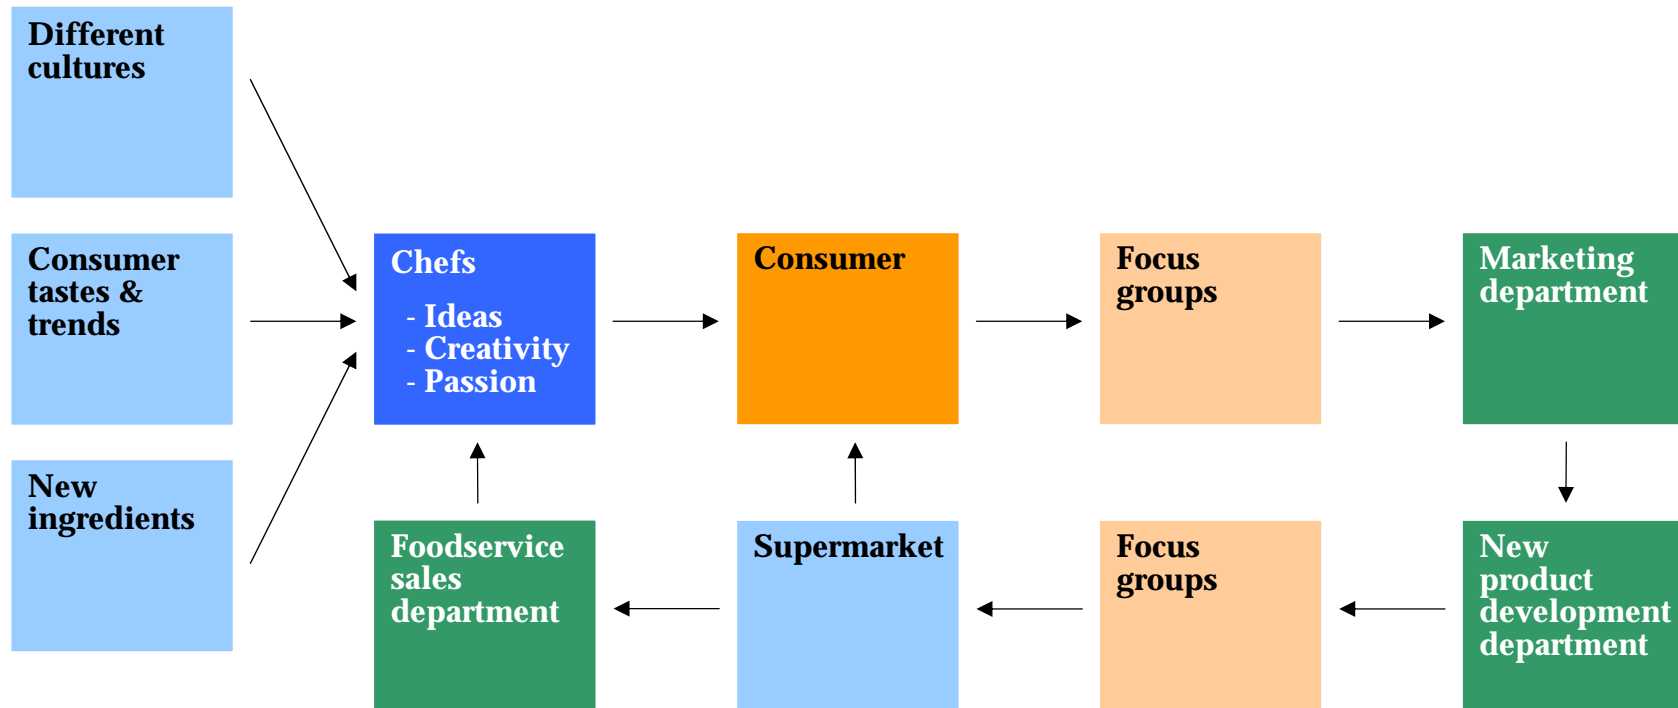 Different
cultures
Consumer
tastes &
trends
New
ingredients
Chefs
- Ideas
- Creativity
- Passion
Consumer
Focus
groups
Marketing
department
Foodservice
sales
department
Supermarket
Focus
groups
New
product
development
department